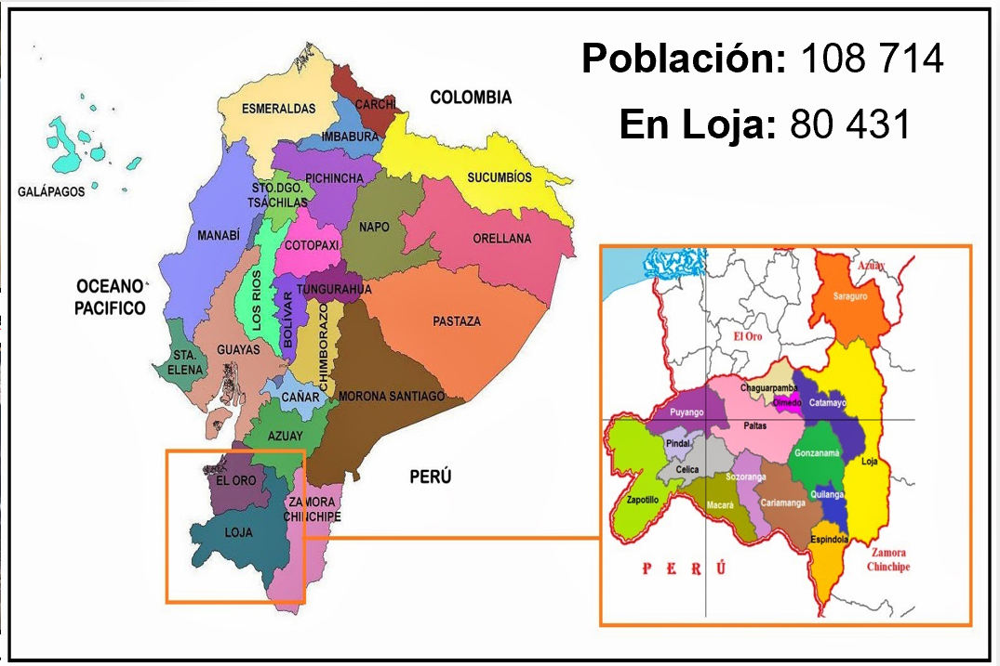 Población: 108 714
En Loja: 80 431
COLOMBIA
ESMERALDAS
CARCHI
IMBABURA
SUCUMBÍOS
PICHINCHA
GALÁPAGOS
STO.DGO.
TSÁCHILAS
MANABÍ
NAPO
ORELLANA
COTOPAXI
OCEANO
PACIFICO
LOS RIOS
BOLÍVAR
TUNGURAHUA
CHIMBORAZO
PASTAZA
STA.
ELENA
GUAYAS
CAÑAR
MORONA SANTIAGO
AZUAY
PERÚ
EL ORO
ZAMORA
CHINCHIPE
LOJA
Azuay
Saraguro
El Oro
Chaguarpamba
Olmedo
Catamayo
Puyango
Paltas
Pindal
Gonzanamá
Celica
Loja
Sozoranga
Zapotillo
Macará
Cariamanga
Quilanga
Espíndola
Zamora
Chinchipe
P E R Ú